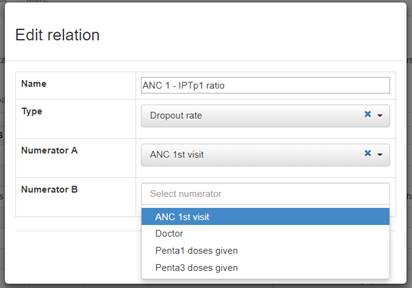 Edit relation
Name ANC 1 - IPTp1 ratio
Type Dropout rate
Numerator A ANC 1st visit
Numerator B Select numerator
ANC 1st visit
Doctor
Penta1 doses given
Penta3 doses given